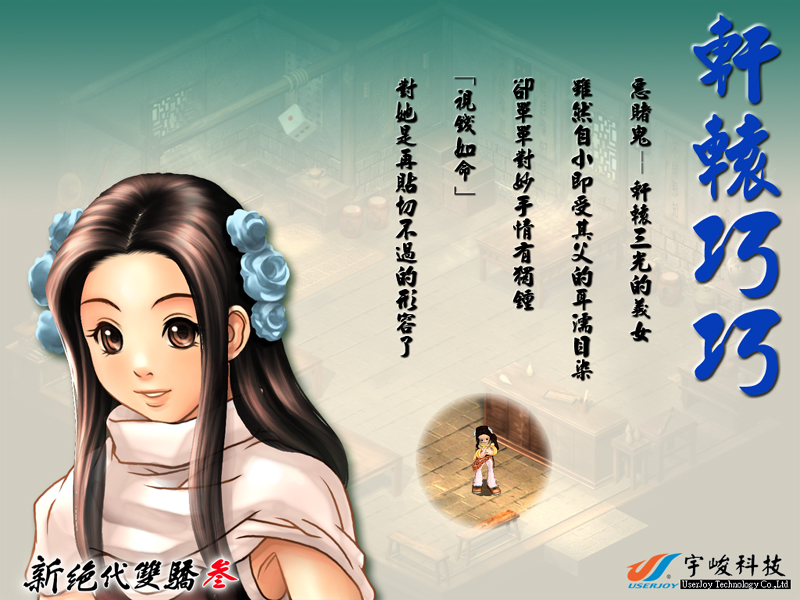 軒轅巧巧
惡賭鬼─軒轅三光的義女
雖然自小即受其父的耳濡目染
卻單單對妙手情有獨鍾
「視錢如命」
對她是再貼切不過的形容了
新絕代雙驕叁
USERJOY
宇峻科技
UserJoy Technology Co.,Ltd